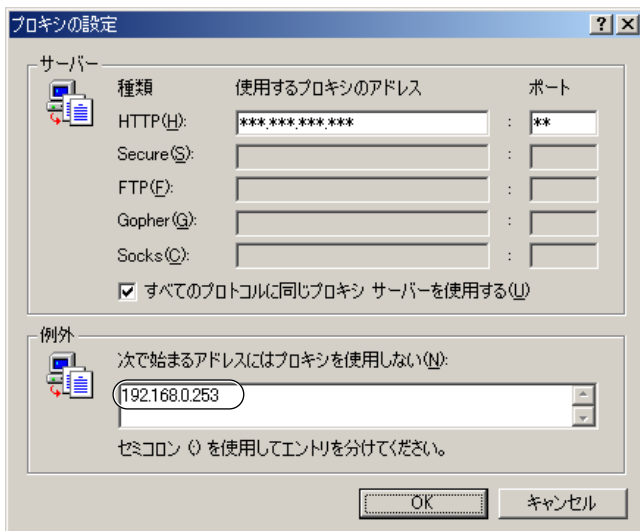 プロキシの設定
サーバー
種類 使用するプロキシのアドレス ポート
HTTP(H): ***.***.***.*** : **
Secure(S): :
FTP(F): :
Gopher(G): :
Socks(C): :
すべてのプロトコルに同じプロキシ サーバーを使用する(U)
例外
次で始まるアドレスにはプロキシを使用しない(N):
192.168.0.253
セミコロン (;) を使用してエントリを分けてください。
OK キャンセル